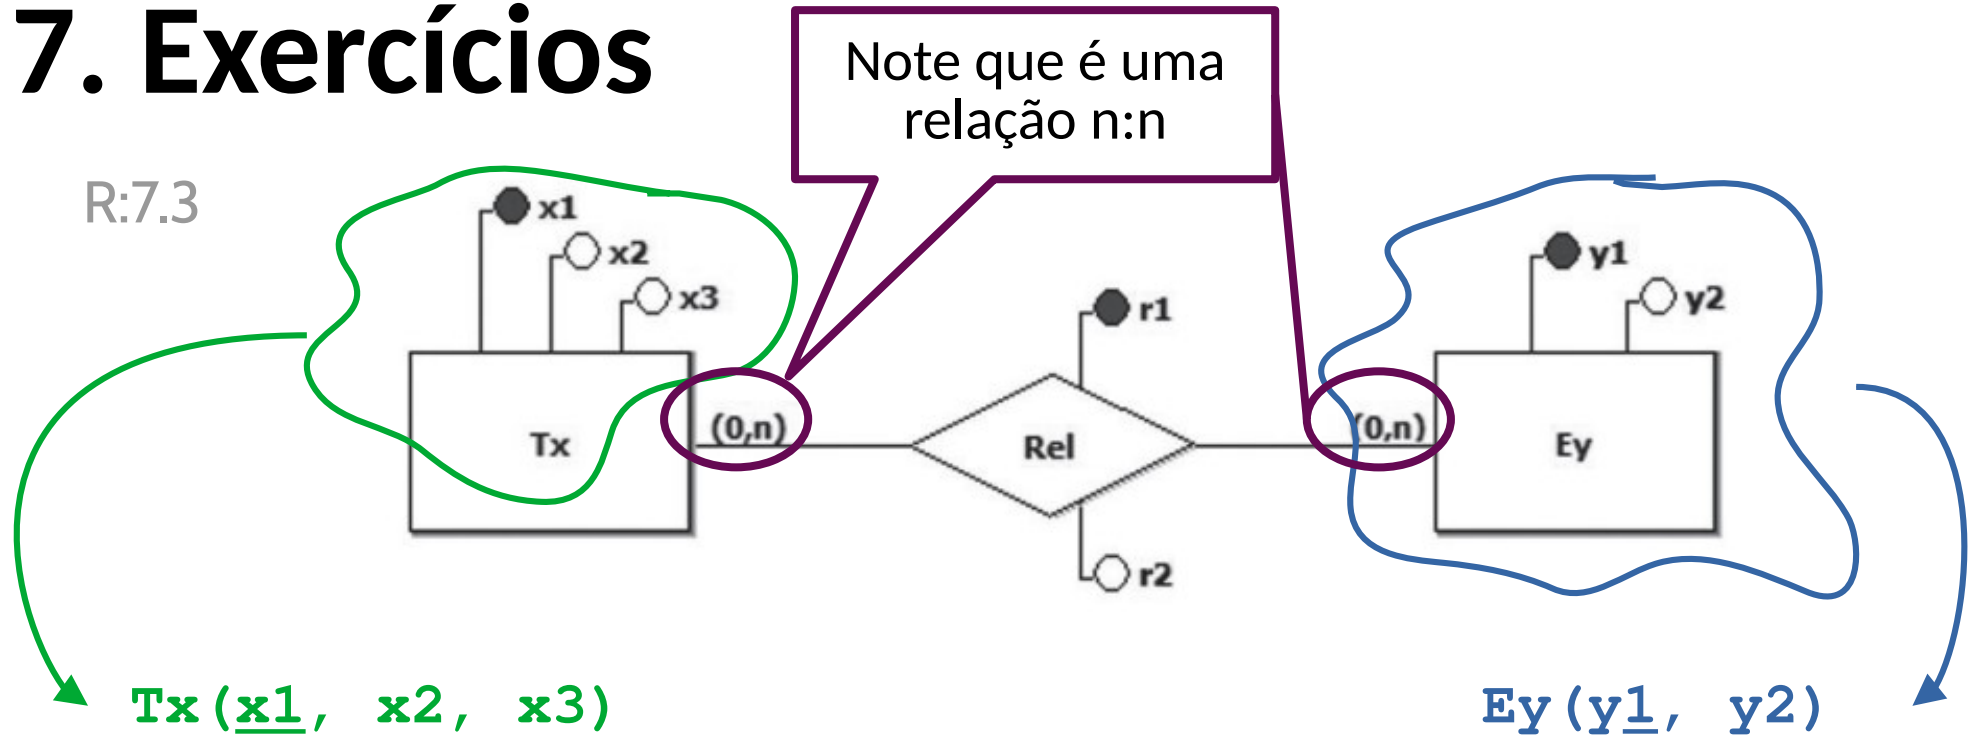 7. Exercícios
Note que é uma
relação n:n
R:7.3
x1
x2
x3
r1
y1
y2
(0,n)
(0,n)
Tx
Rel
Ey
r2
Tx(x1, x2, x3)
Ey(y1, y2)